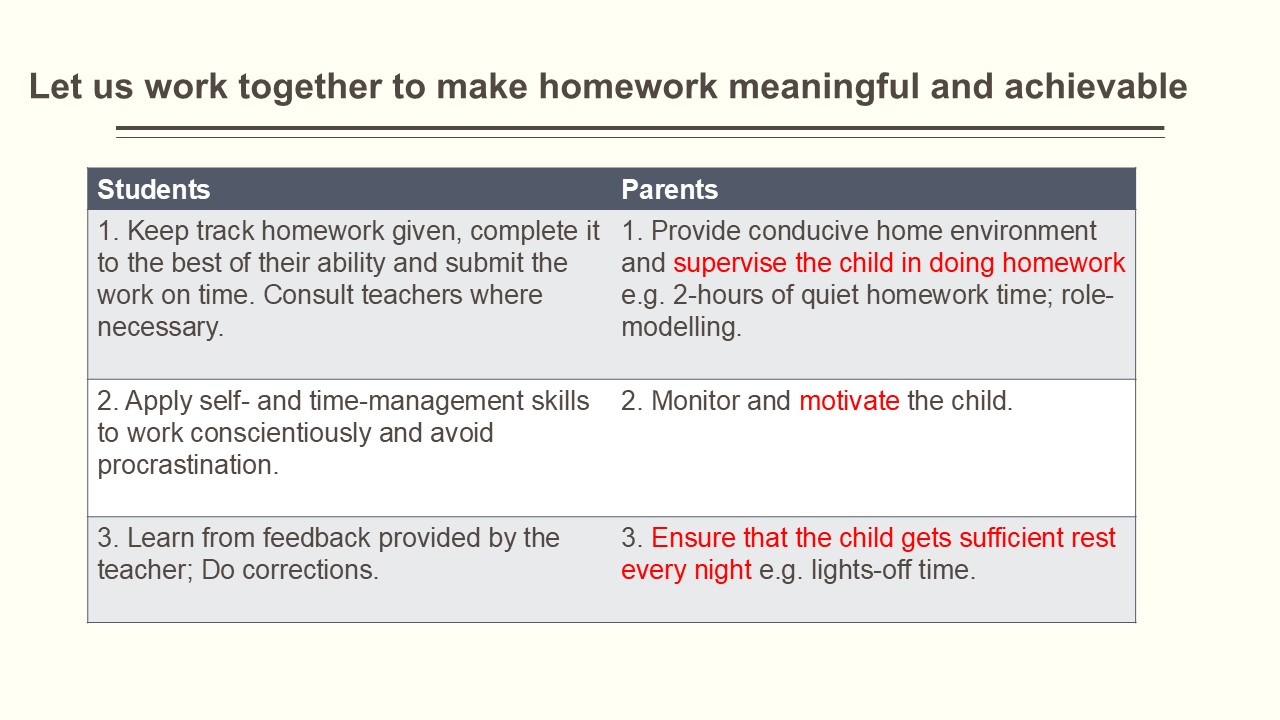 Let us work together to make homework meaningful and achievable
Students
Parents
1. Keep track homework given, complete it
to the best of their ability and submit the
work on time. Consult teachers where
necessary.
1. Provide conducive home environment
and supervise the child in doing homework
e.g. 2-hours of quiet homework time; role-
modelling.
2. Apply self- and time-management skills
to work conscientiously and avoid
procrastination.
2. Monitor and motivate the child.
3. Learn from feedback provided by the
teacher; Do corrections.
3. Ensure that the child gets sufficient rest
every night e.g. lights-off time.